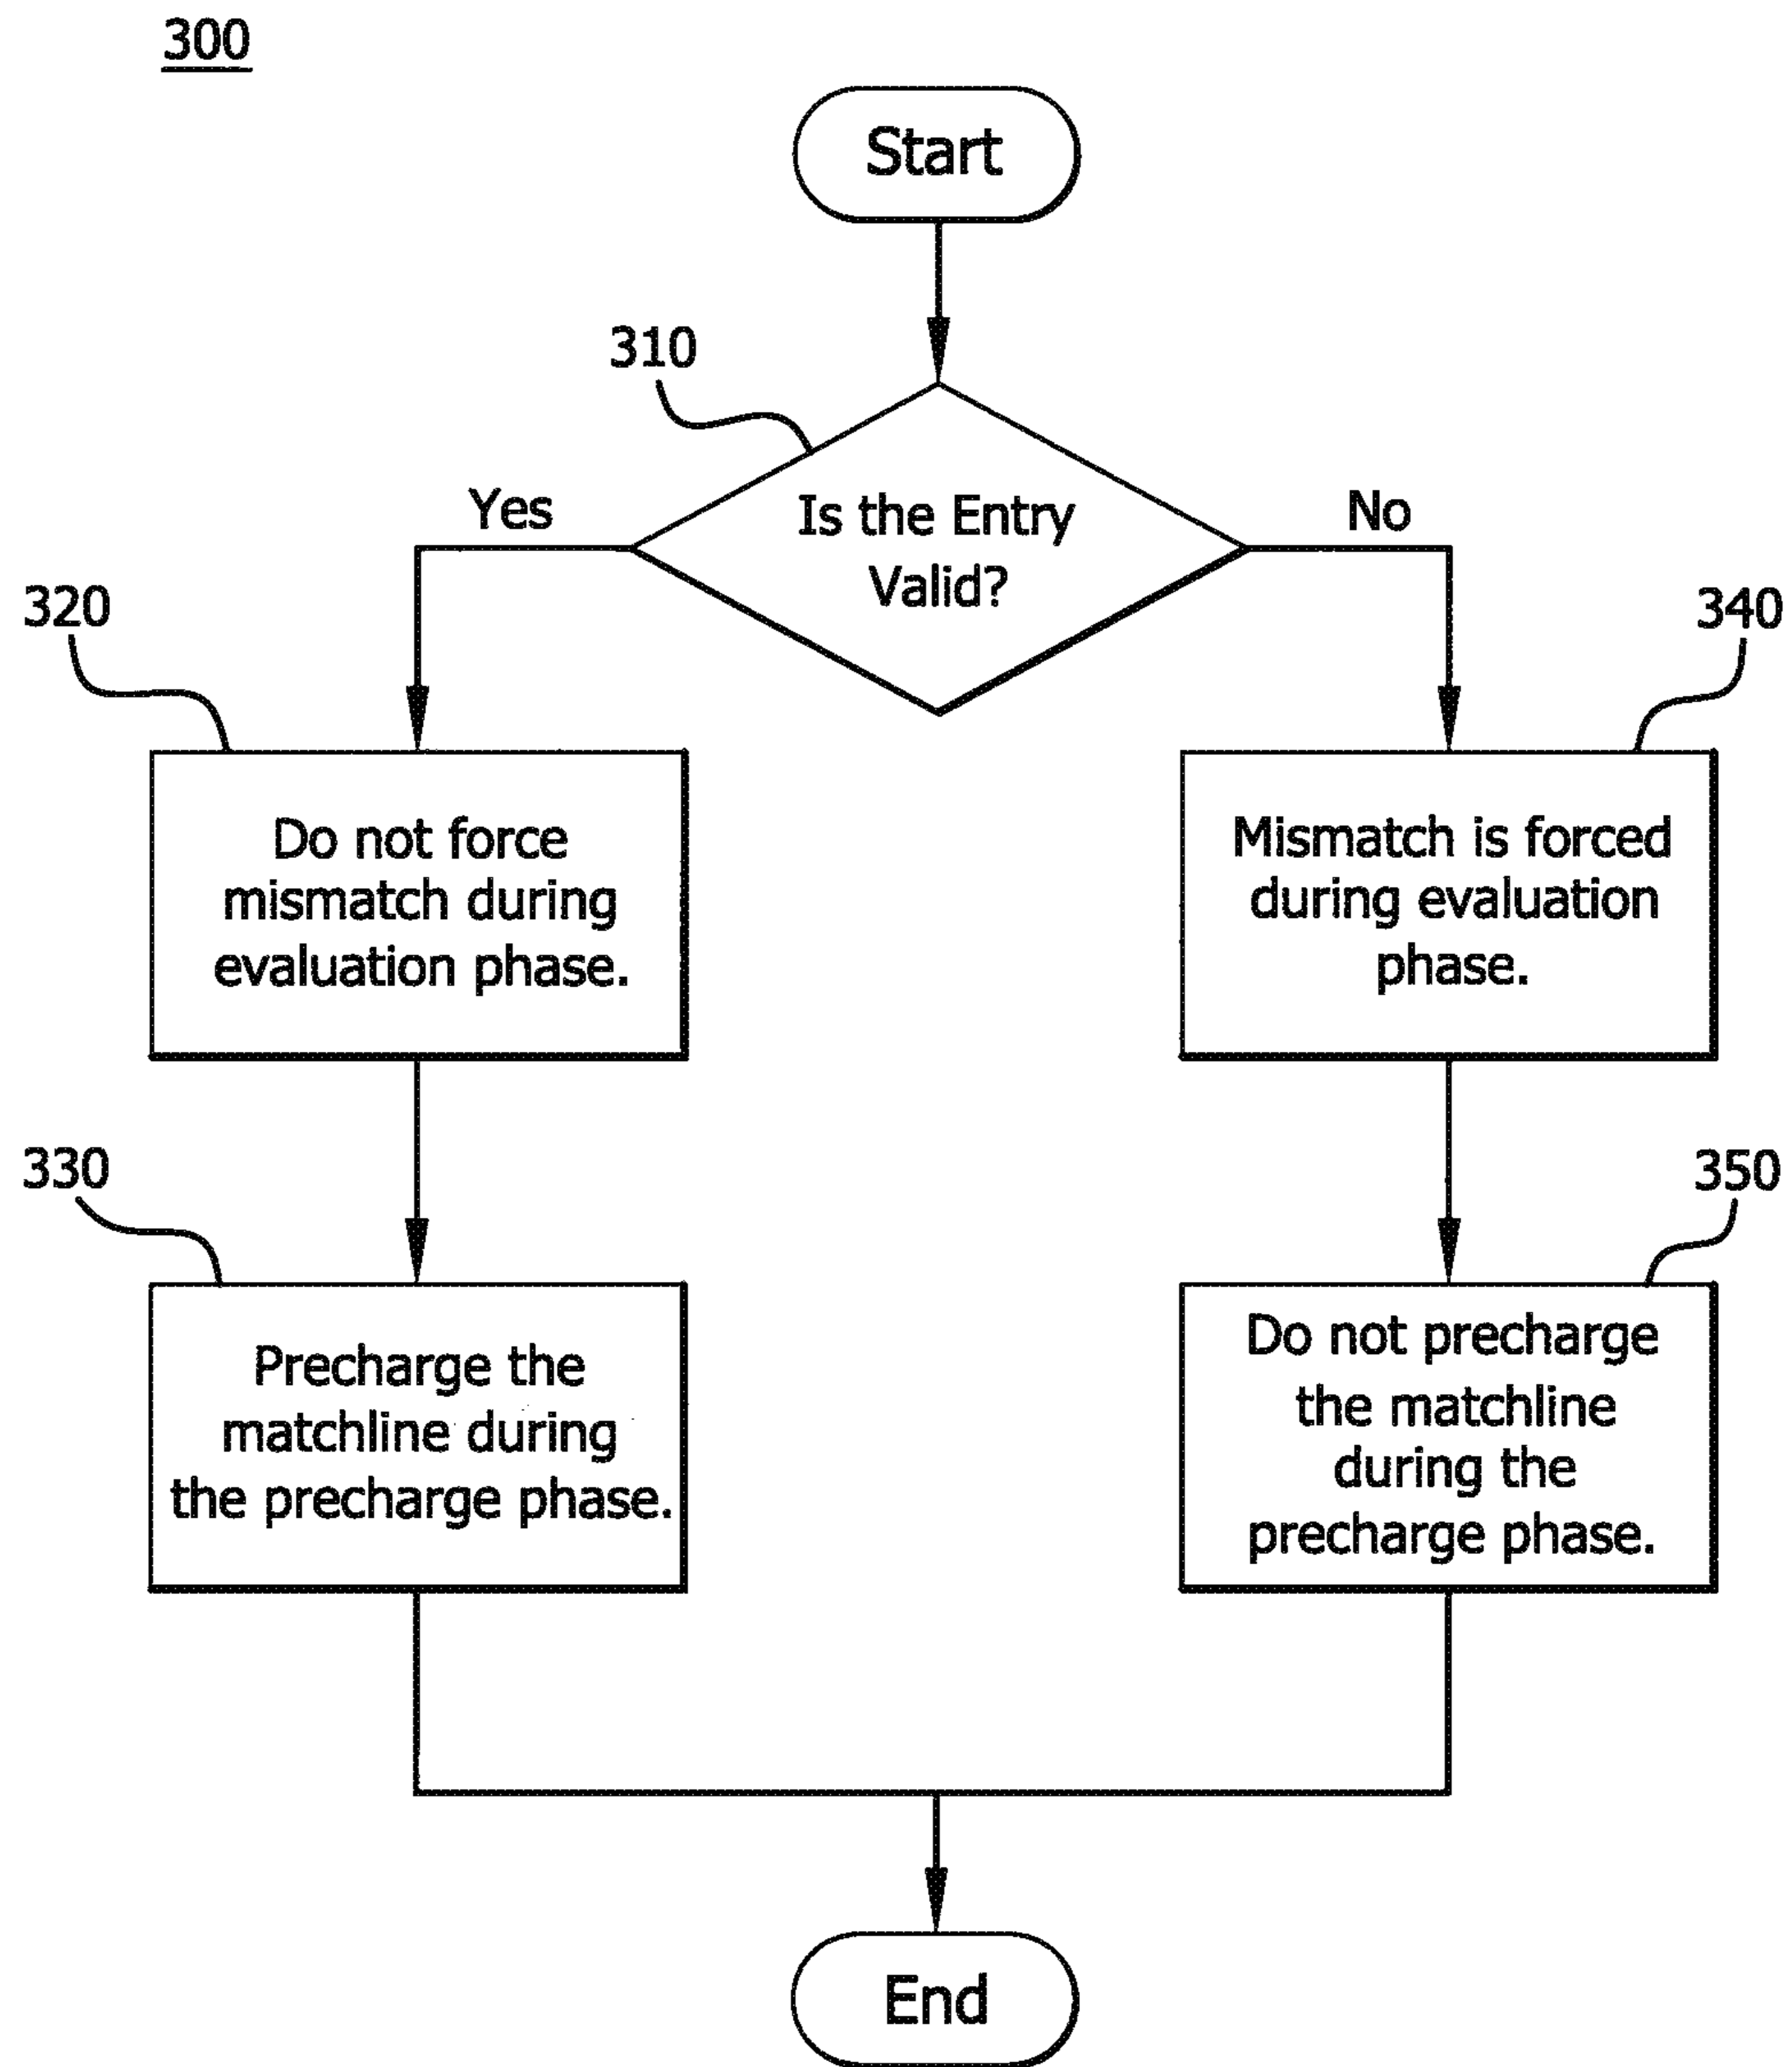 300
Start
310
Yes
Is the Entry
Valid?
No
320
340
Do not force
mismatch during
evaluation phase.
Mismatch is forced
during evaluation
phase.
330
350
Precharge the
matchline during
the precharge phase.
Do not precharge
the matchline
during the
precharge phase.
End